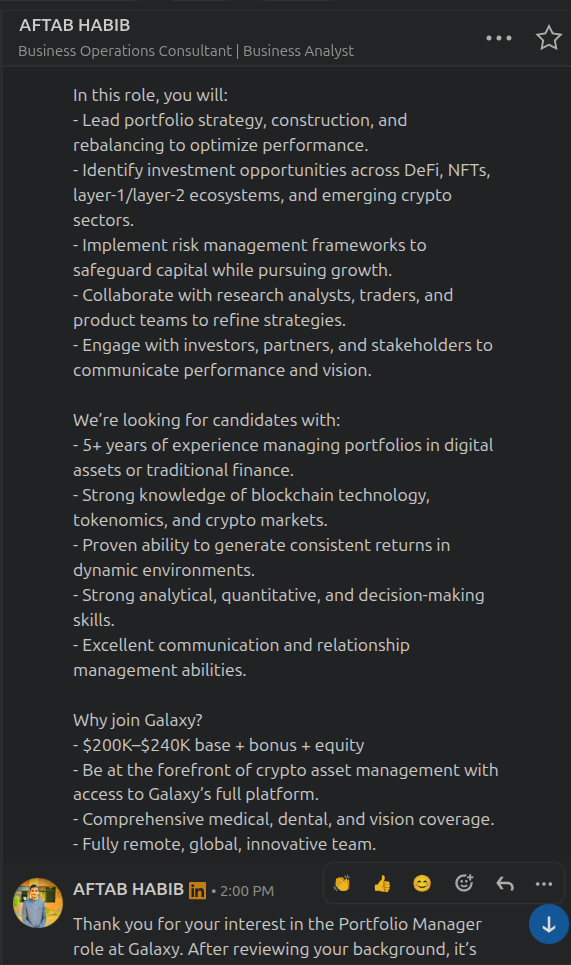 AFTAB HABIB
Business Operations Consultant | Business Analyst
In this role, you will:
- Lead portfolio strategy, construction, and
rebalancing to optimize performance.
- Identify investment opportunities across DeFi, NFTs,
layer-1/layer-2 ecosystems, and emerging crypto
sectors.
- Implement risk management frameworks to
safeguard capital while pursuing growth.
- Collaborate with research analysts, traders, and
product teams to refine strategies.
- Engage with investors, partners, and stakeholders to
communicate performance and vision.
We’re looking for candidates with:
- 5+ years of experience managing portfolios in digital
assets or traditional finance.
- Strong knowledge of blockchain technology,
tokenomics, and crypto markets.
- Proven ability to generate consistent returns in
dynamic environments.
- Strong analytical, quantitative, and decision-making
skills.
- Excellent communication and relationship
management abilities.
Why join Galaxy?
- $200K–$240K base + bonus + equity
- Be at the forefront of crypto asset management with
access to Galaxy’s full platform.
- Comprehensive medical, dental, and vision coverage.
- Fully remote, global, innovative team.
AFTAB HABIB in • 2:00 PM
Thank you for your interest in the Portfolio Manager
role at Galaxy. After reviewing your background, it’s